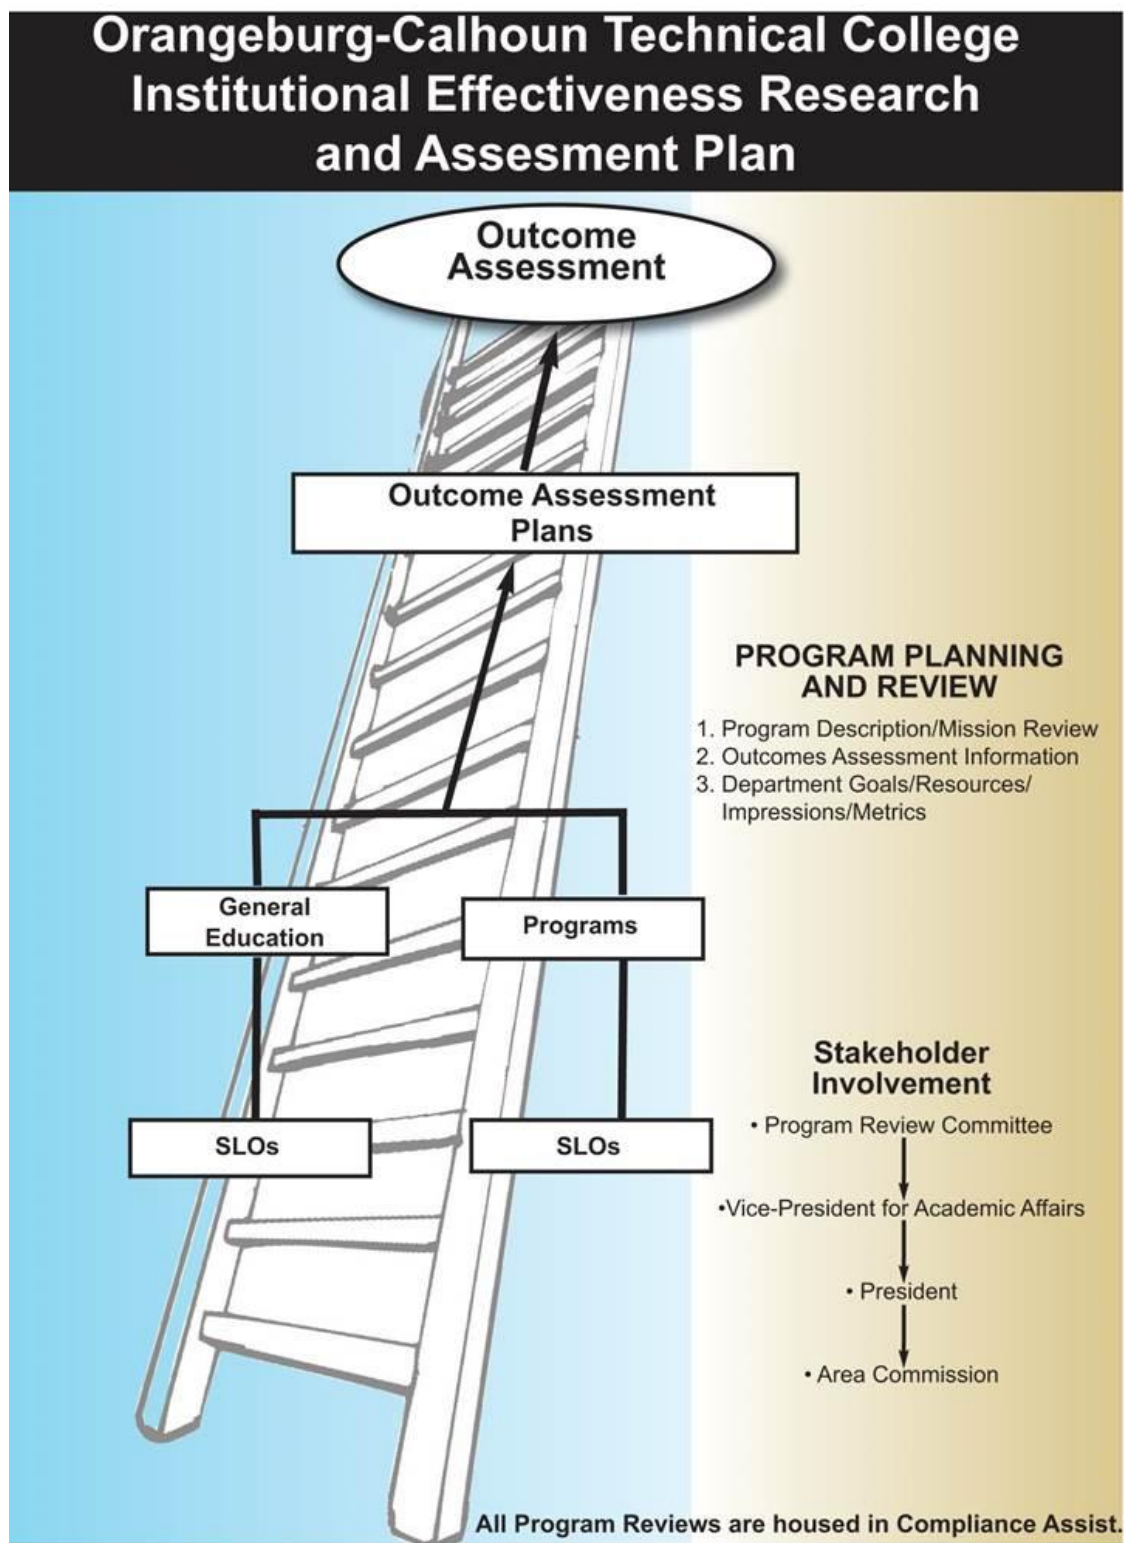 Orangeburg-Calhoun Technical College
Institutional Effectiveness Research
and Assesment Plan
Outcome
Assessment
Outcome Assessment
Plans
PROGRAM PLANNING
AND REVIEW
1. Program Description/Mission Review
2. Outcomes Assessment Information
3. Department Goals/Resources/
Impressions/Metrics
General
Education
Programs
SLOs
SLOs
Stakeholder
Involvement
• Program Review Committee
•Vice-President for Academic Affairs
• President
• Area Commission
All Program Reviews are housed in Compliance Assist.